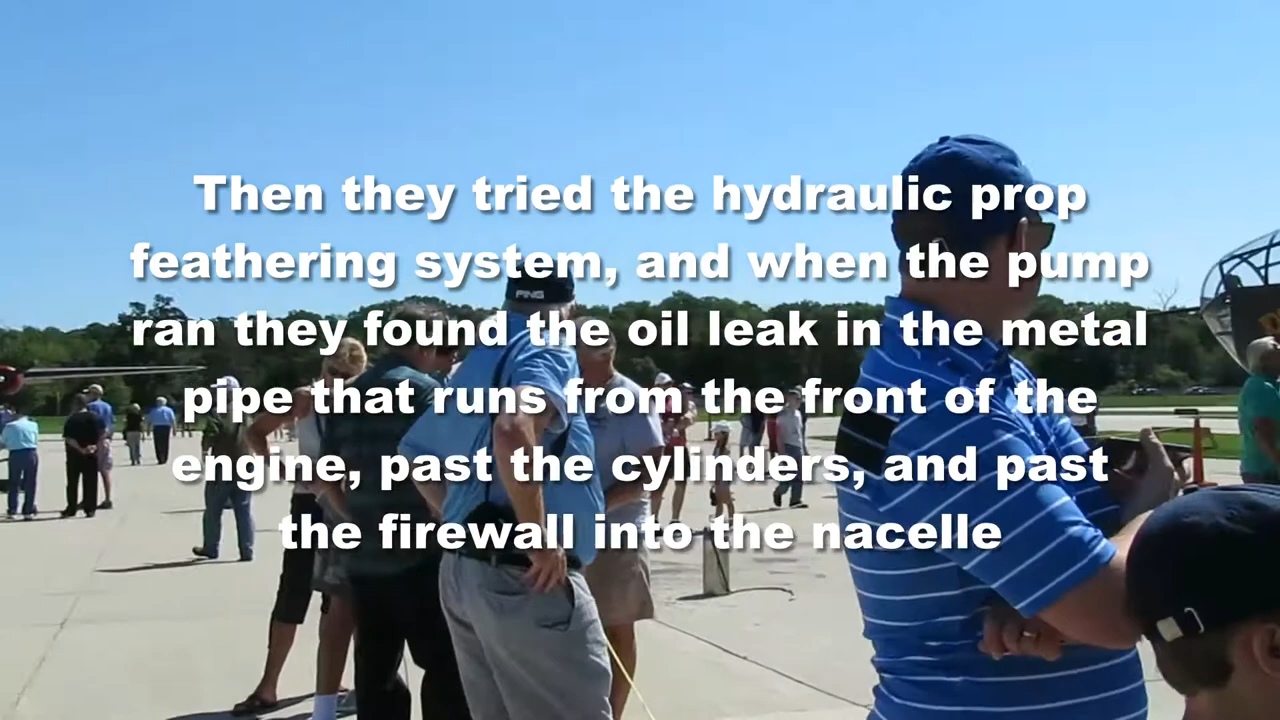 Then they tried the hydraulic prop
feathering system, and when the pump
PING
ran they found the oil leak in the metal
pipe that runs from the front of the
engine, past the cylinders, and past
the firewall into the nacelle